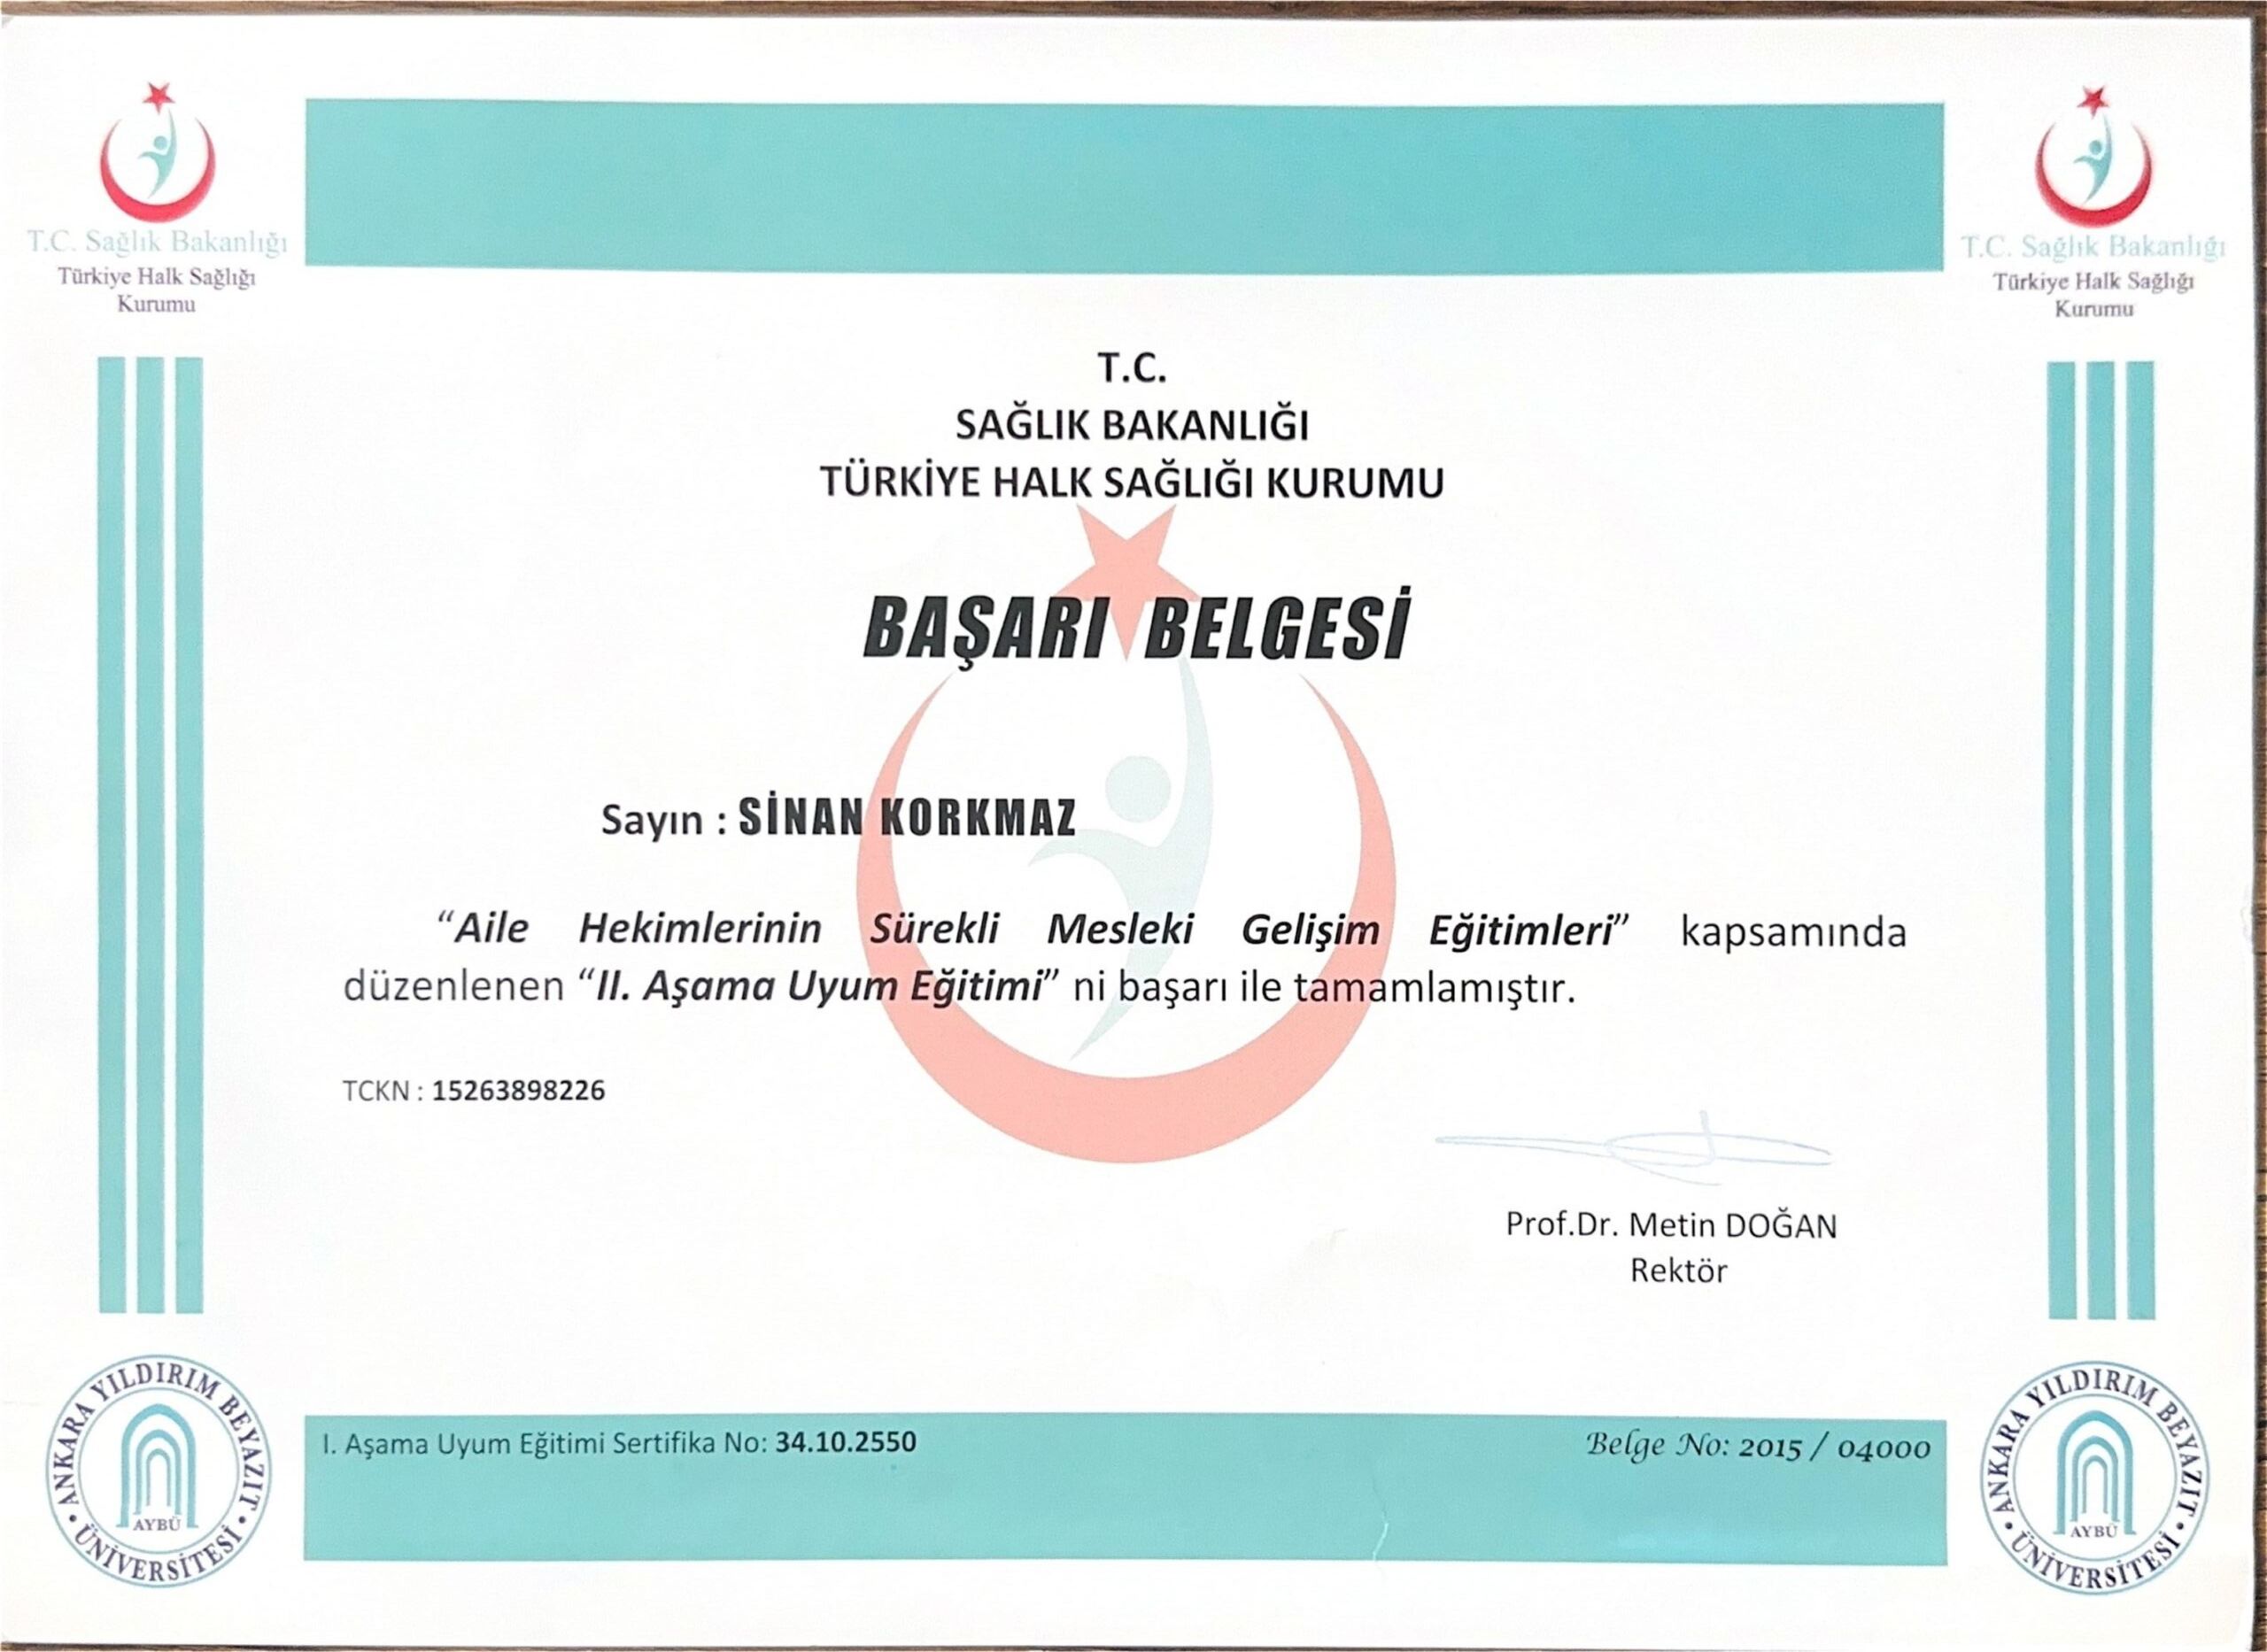 T.C. Sağlık Bakanlığı
Türkiye Halk Sağlığı
Kurumu
T.C. Sağlık Bakanlığı
Türkiye Halk Sağlığı
Kurumu
T.C.
SAĞLIK BAKANLIĞI
TÜRKİYE HALK SAĞLIĞI KURUMU
BAŞARI BELGESİ
Sayın : SİNAN KORKMAZ
“Aile Hekimlerinin Sürekli Mesleki Gelişim Eğitimleri” kapsamında
düzenlenen “II. Aşama Uyum Eğitimi” ni başarı ile tamamlamıştır.
TCKN : 15263898226
Prof.Dr. Metin DOĞAN
Rektör
ANKARA YILDIRIM BEYAZIT • ÜNİVERSİTESİ •
AYBÜ
I. Aşama Uyum Eğitimi Sertifika No: 34.10.2550
Belge No: 2015 / 04000
ANKARA YILDIRIM BEYAZIT • ÜNİVERSİTESİ •
AYBÜ